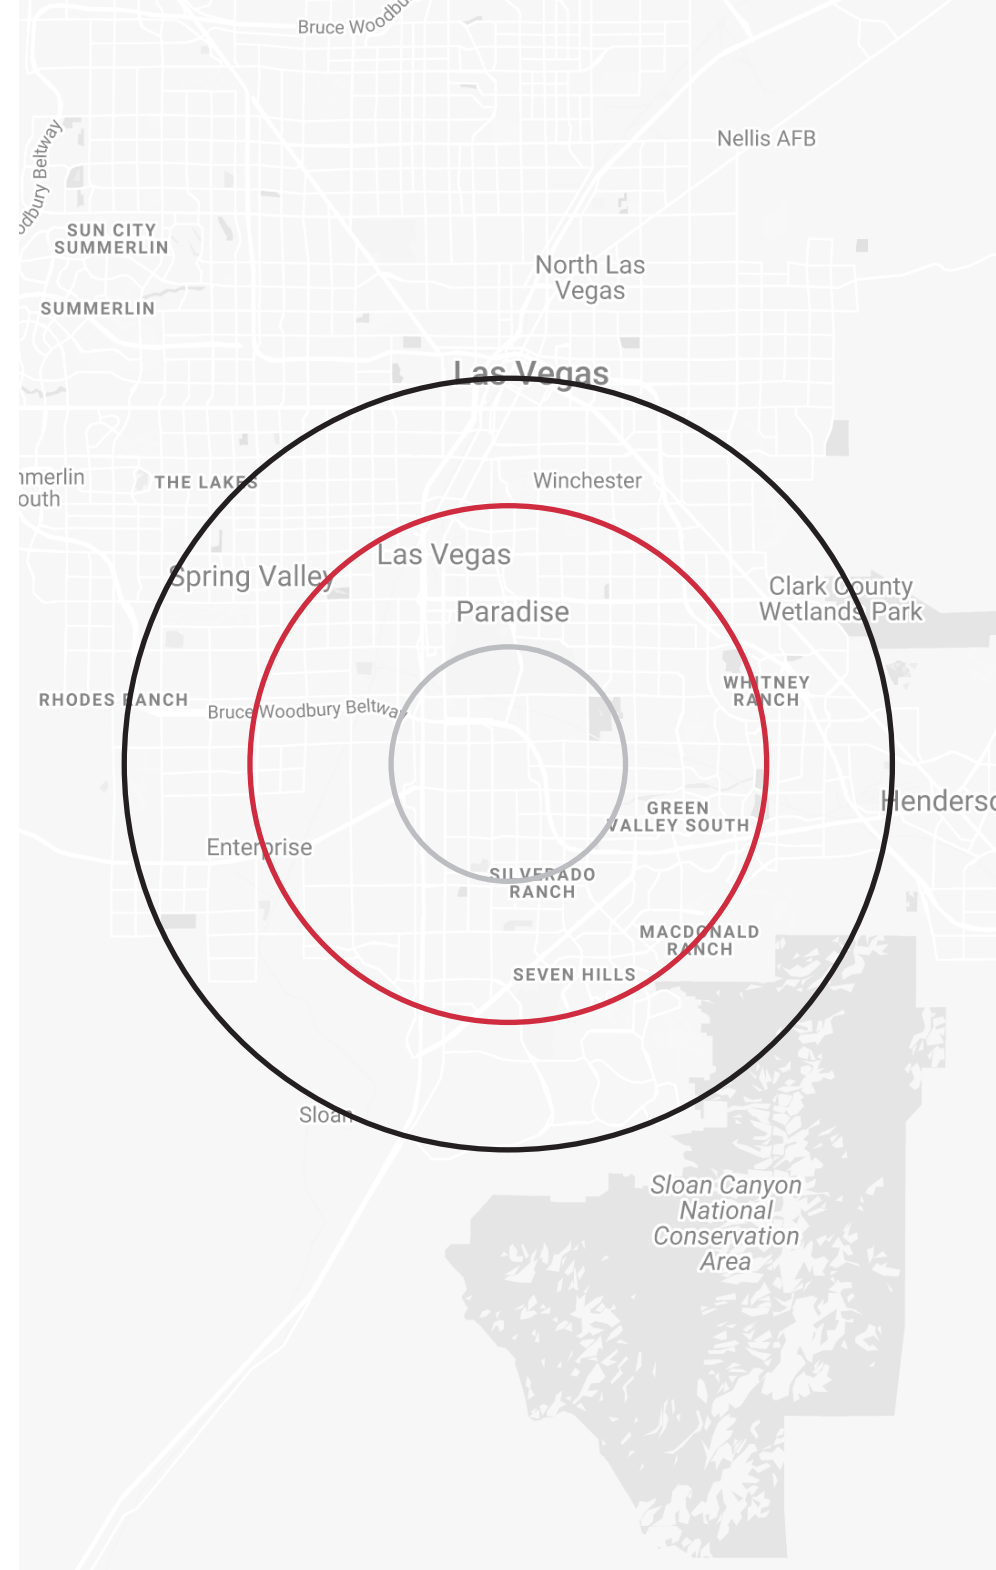 Bruce Woodbu
Nellis AFB
odbury Beltway
SUN CITY
SUMMERLIN
North Las
Vegas
SUMMERLIN
Las Vegas
nmerlin
outh
THE LAKES
Winchester
Las Vegas
Spring Valley
Clark County
Wetlands Park
Paradise
WHITNEY
RANCH
RHODES RANCH
Bruce Woodbury Beltway
Henderso
GREEN
VALLEY SOUTH
Enterprise
SILVERADO
RANCH
MACDONALD
RANCH
SEVEN HILLS
Sloan
Sloan Canyon
National
Conservation
Area